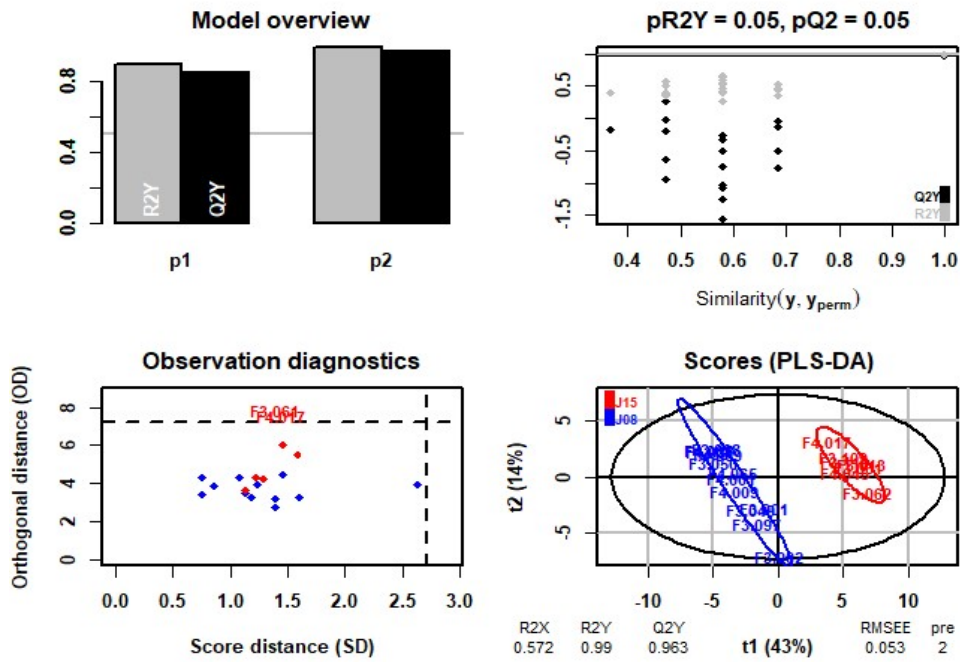 Model overview
0.8
0.4
0.0
R2Y
Q2Y
p1
p2
pR2Y = 0.05, pQ2 = 0.05
0.5
-0.5
-1.5
Q2Y
R2Y
0.4 0.5 0.6 0.7 0.8 0.9 1.0
Similarity(y, yperm)
Observation diagnostics
Orthogonal distance (OD)
8
6
4
2
0
F4.017
0.0 0.5 1.0 1.5 2.0 2.5 3.0
Score distance (SD)
Scores (PLS-DA)
J15
J08
t2 (14%)
5
0
-5
F4.017
F3.062
F4.009
F3.097
-10 -5 0 5 10
R2X R2Y Q2Y RMSEE pre
0.572 0.99 0.963 t1 (43%) 0.053 2